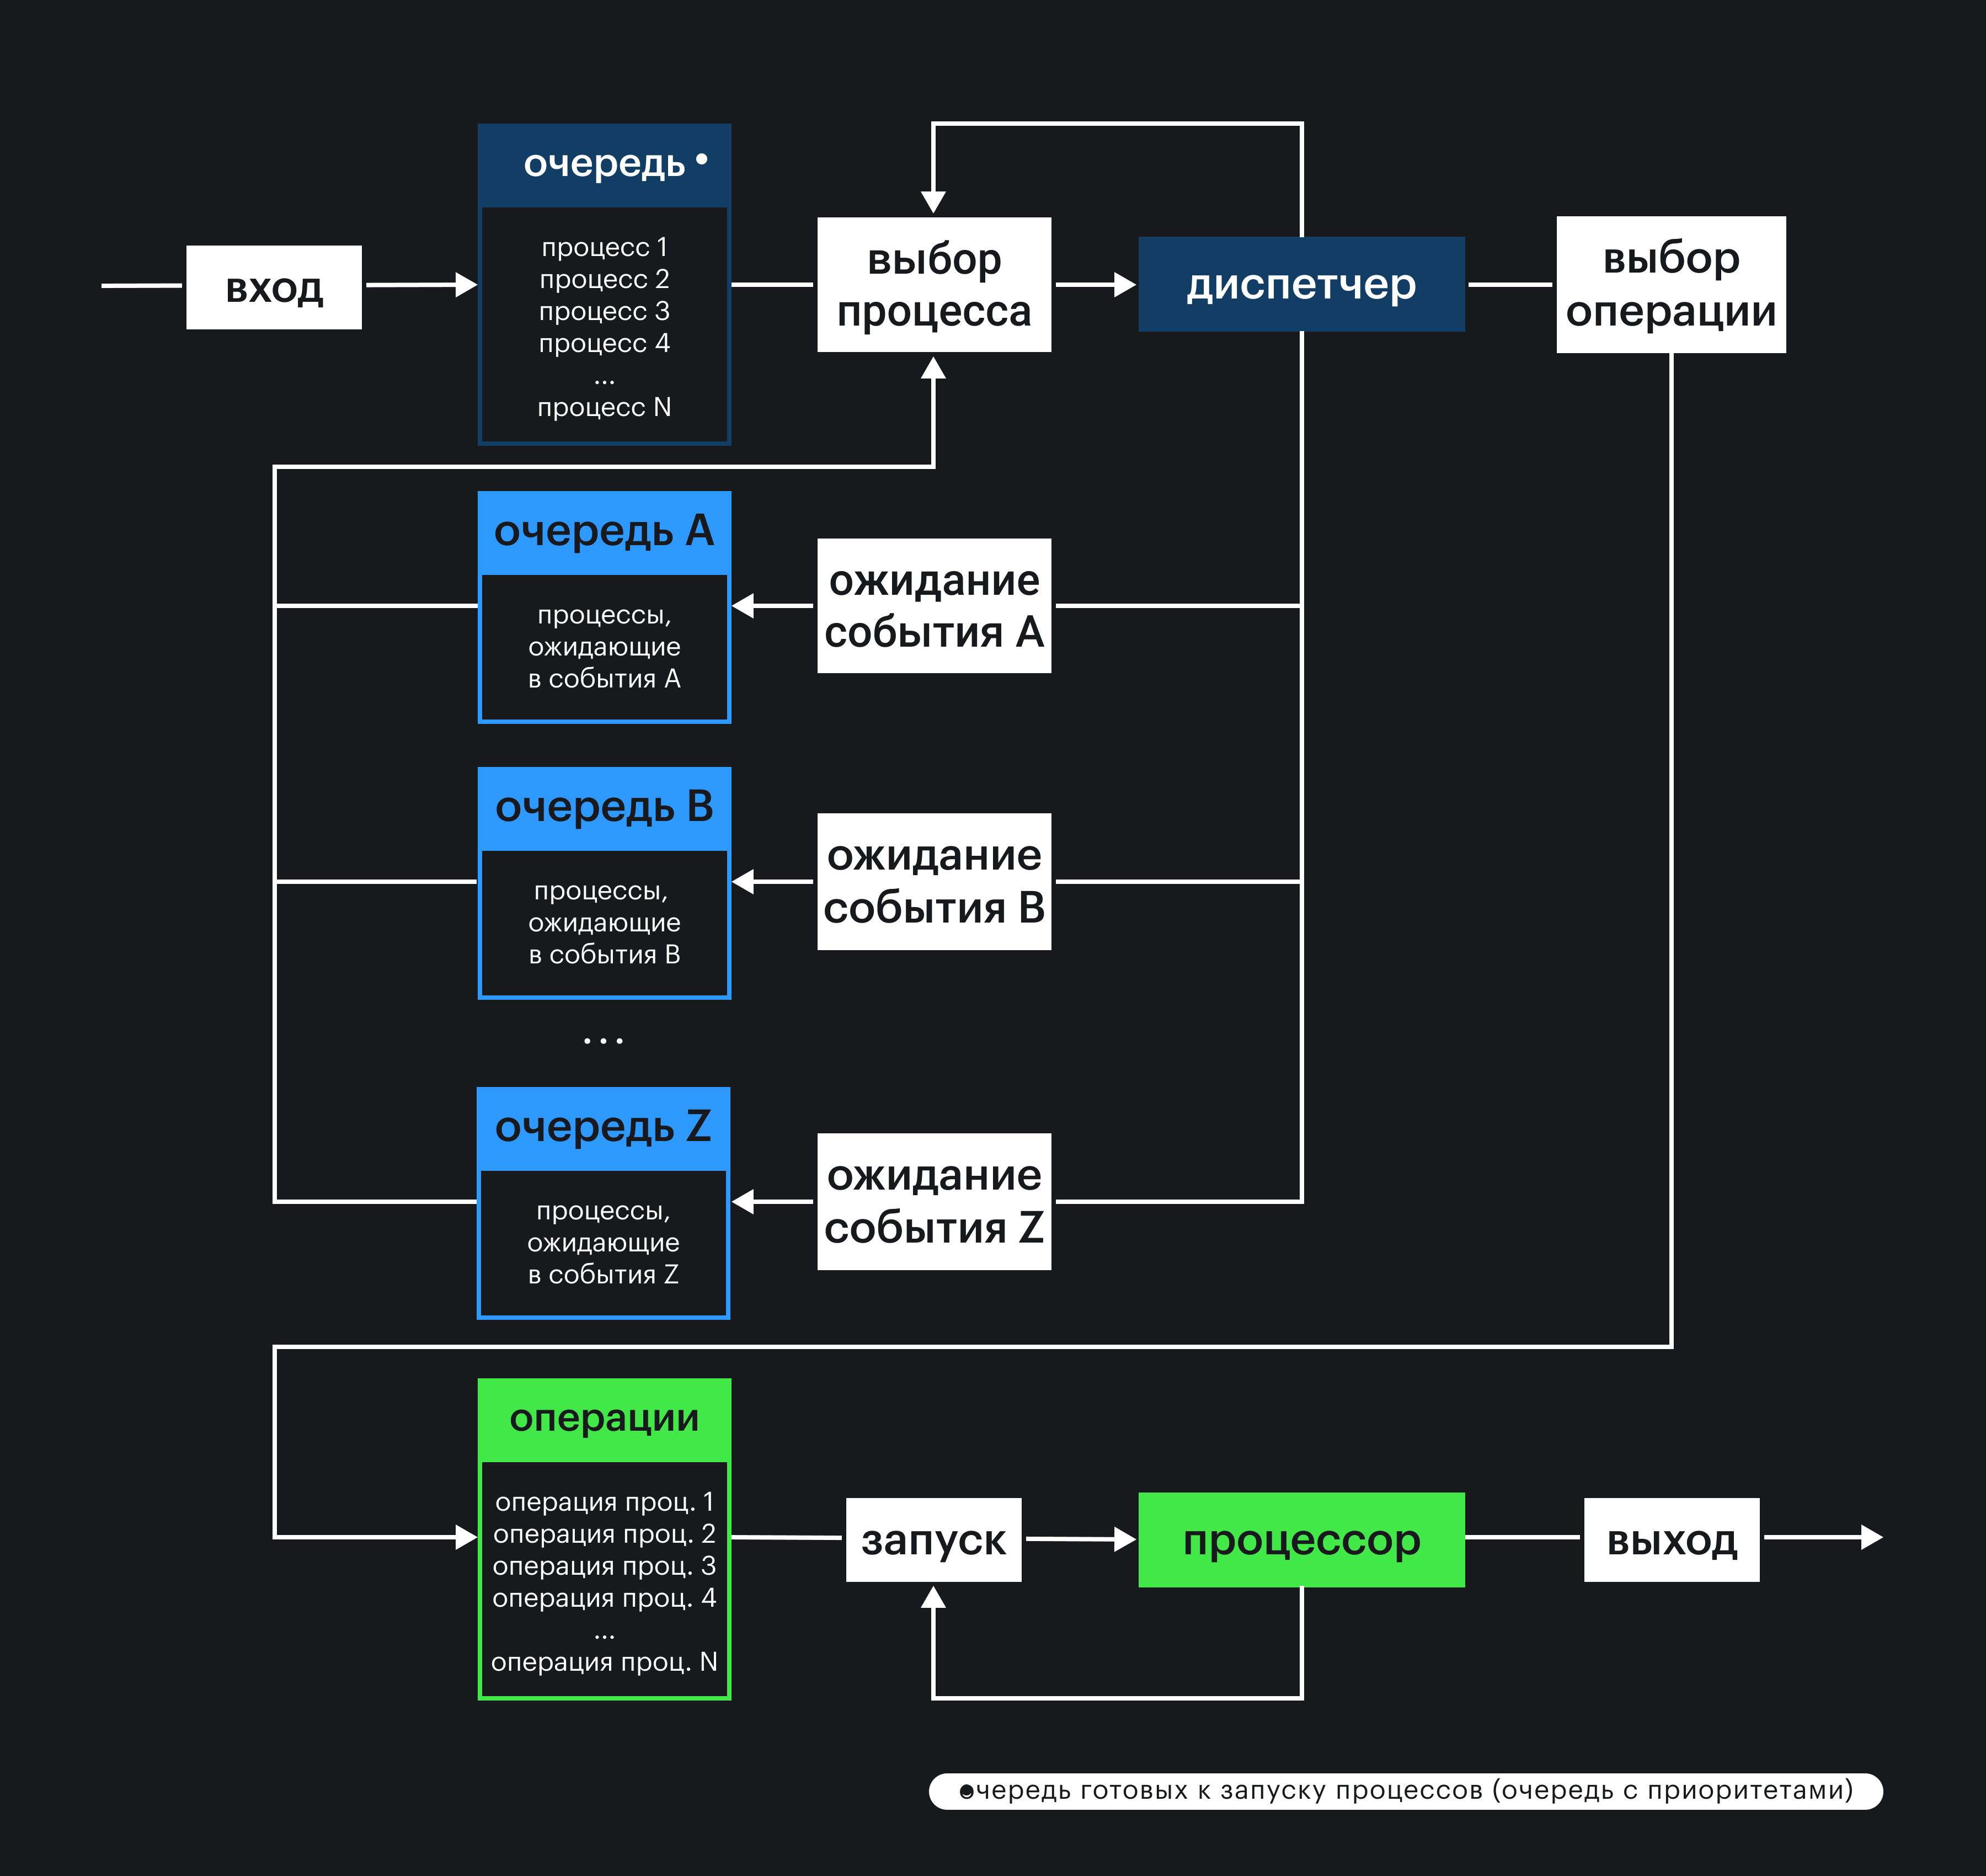 очередь •
процесс 1
процесс 2
процесс 3
процесс 4
...
процесс N
вход
выбор
процесса
диспетчер
выбор
операции
очередь A
процессы,
ожидающие
в события A
ожидание
события A
очередь B
процессы,
ожидающие
в события B
ожидание
события B
...
очередь Z
процессы,
ожидающие
в события Z
ожидание
события Z
операции
операция проц. 1
операция проц. 2
операция проц. 3
операция проц. 4
...
операция проц. N
запуск
процессор
выход
очередь готовых к запуску процессов (очередь с приоритетами)